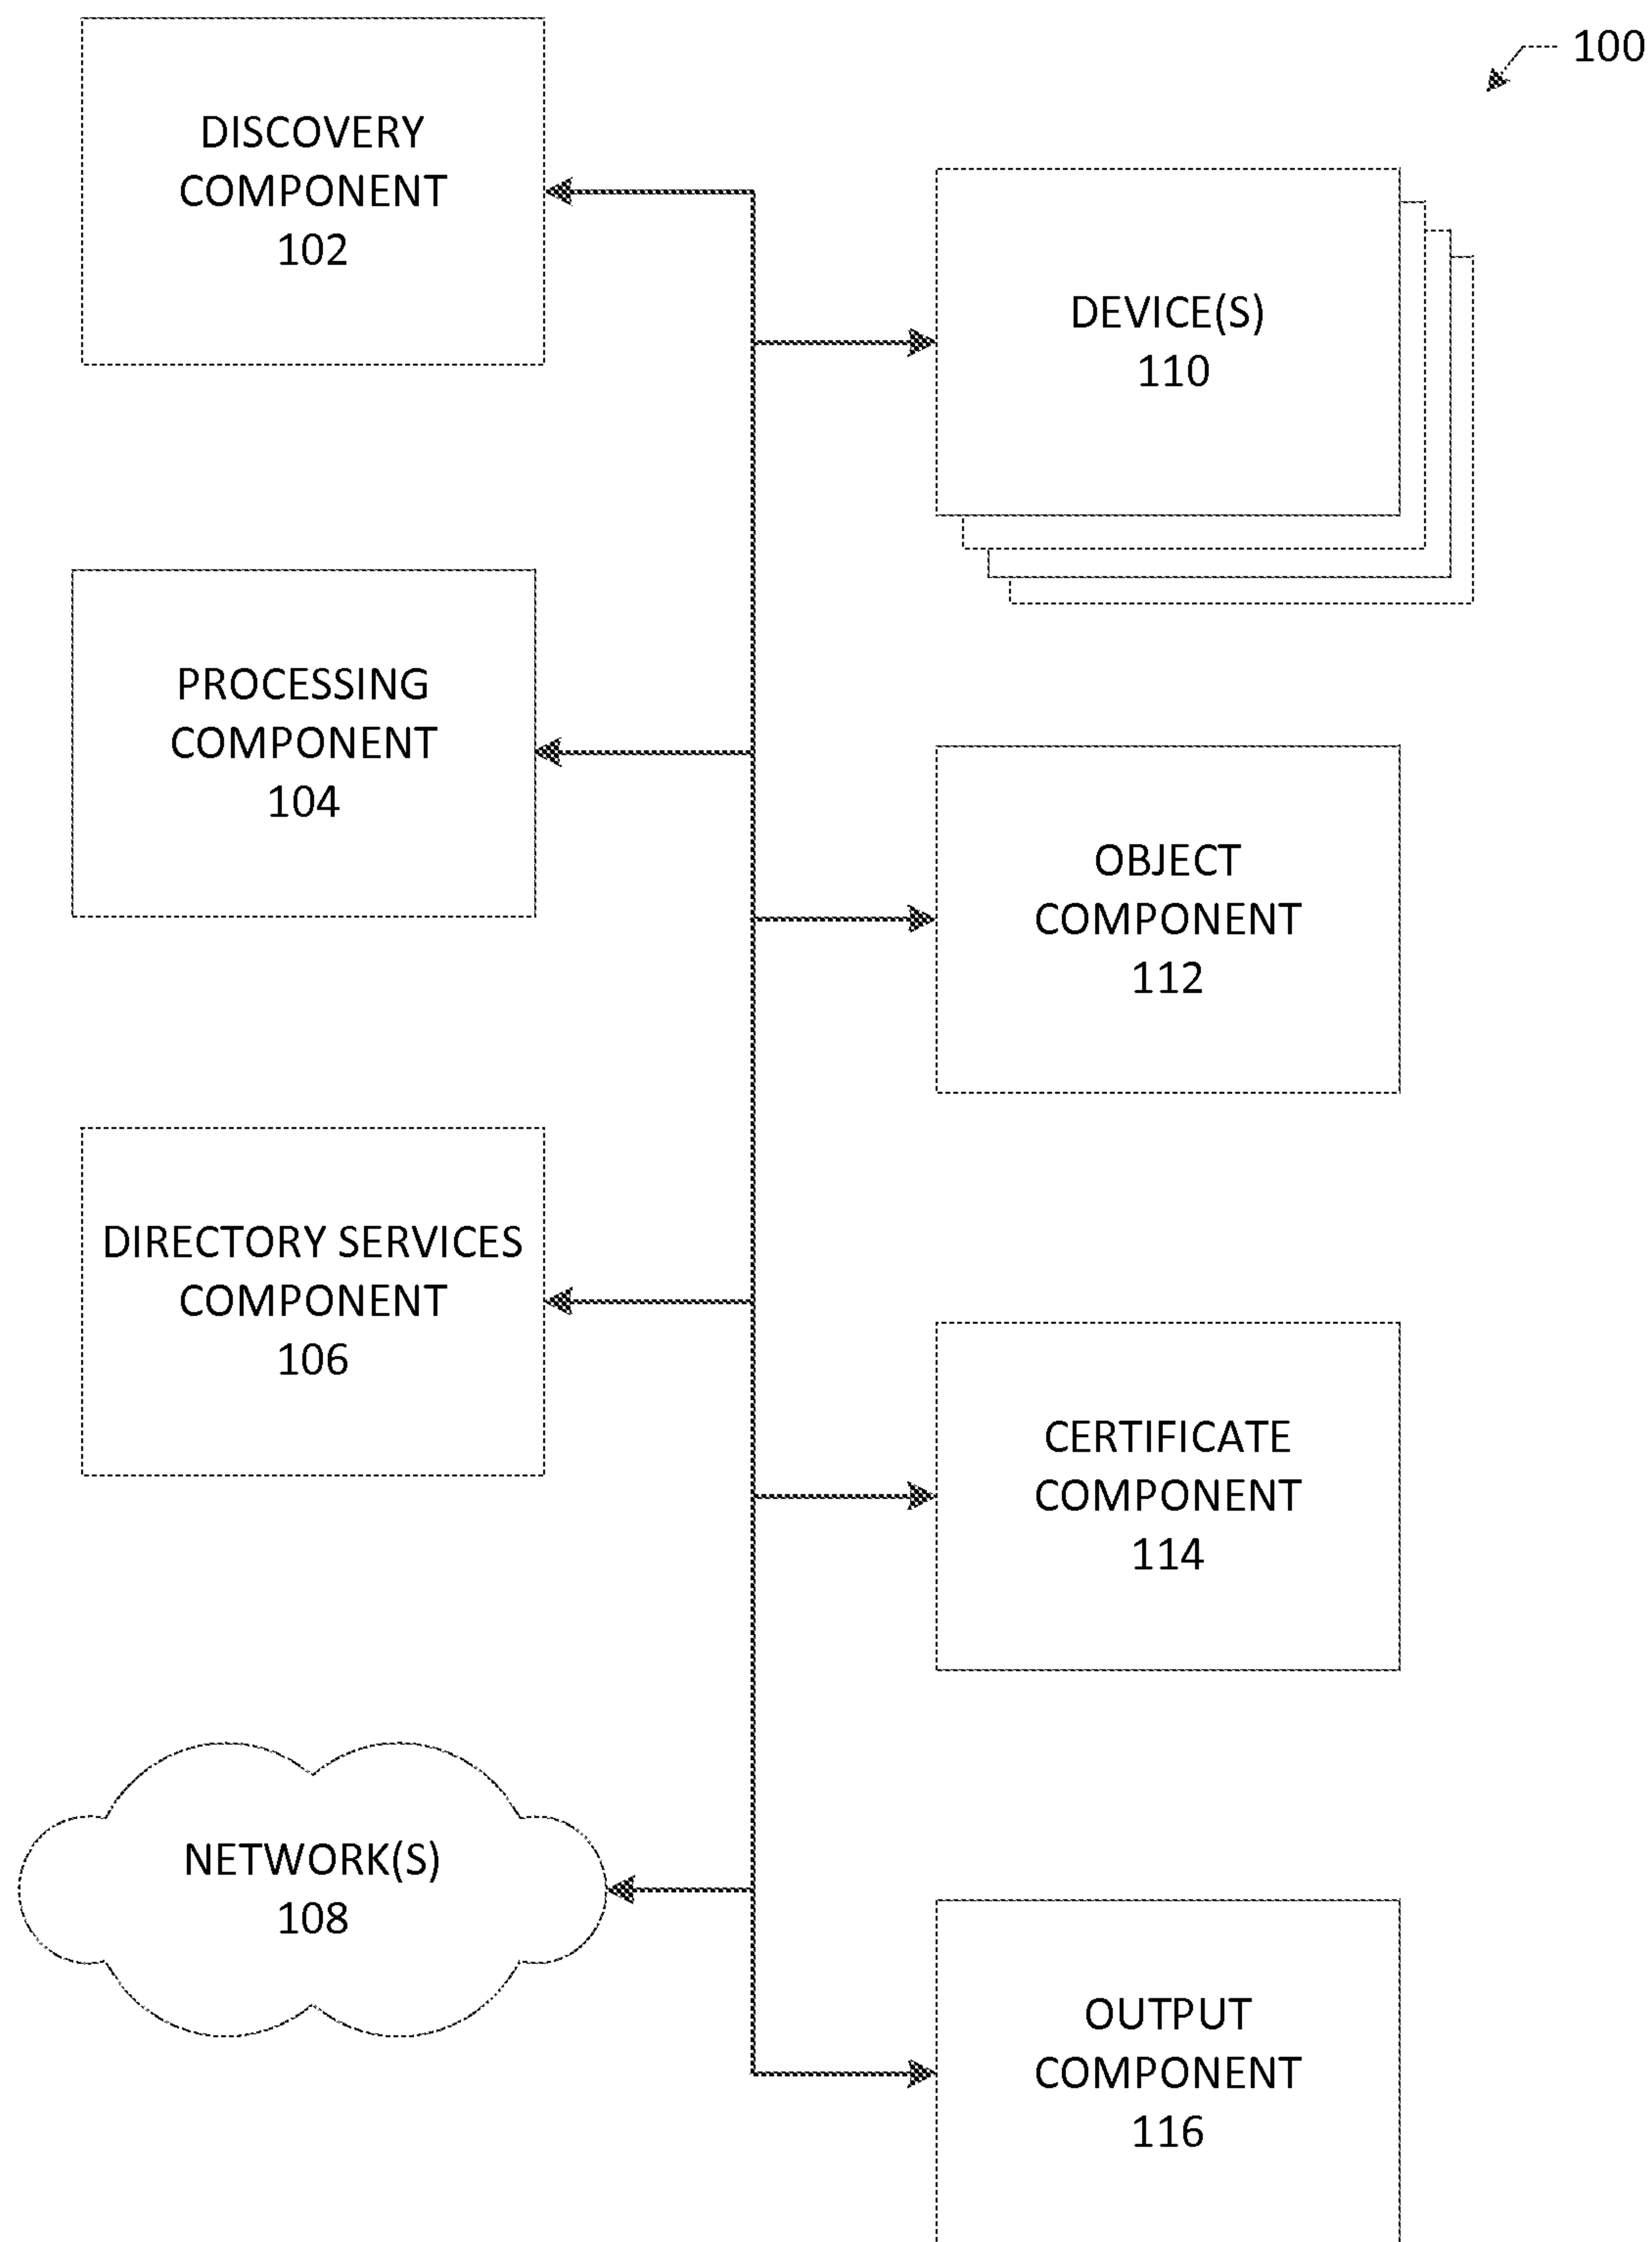 100
DISCOVERY
COMPONENT
102
DEVICE(S)
110
PROCESSING
COMPONENT
104
OBJECT
COMPONENT
112
DIRECTORY SERVICES
COMPONENT
106
CERTIFICATE
COMPONENT
114
NETWORK(S)
108
OUTPUT
COMPONENT
116